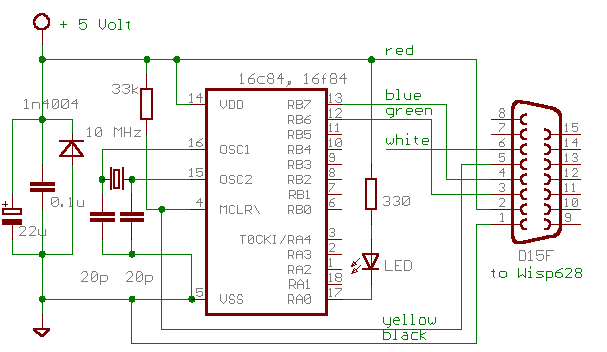 + 5 Volt
red
16c84, 16f84
33k
1n4004
blue
green
white
10 MHz
14 VDD
RB7 13
RB6 12
RB5 11
16 OSC1
RB4 10
RB3 9
15 OSC2
RB2 8
RB1 7
4 MCLR\
RB0 6
T0CKI/RA4 3
RA3 2
RA2 1
RA1 18
5 VSS
RA0 17
0.1u
+
22u
20p 20p
330
LED
8
7 15
6 14
5 13
4 12
3 11
2 10
1 9
D15F
to Wisp628
yellow
black